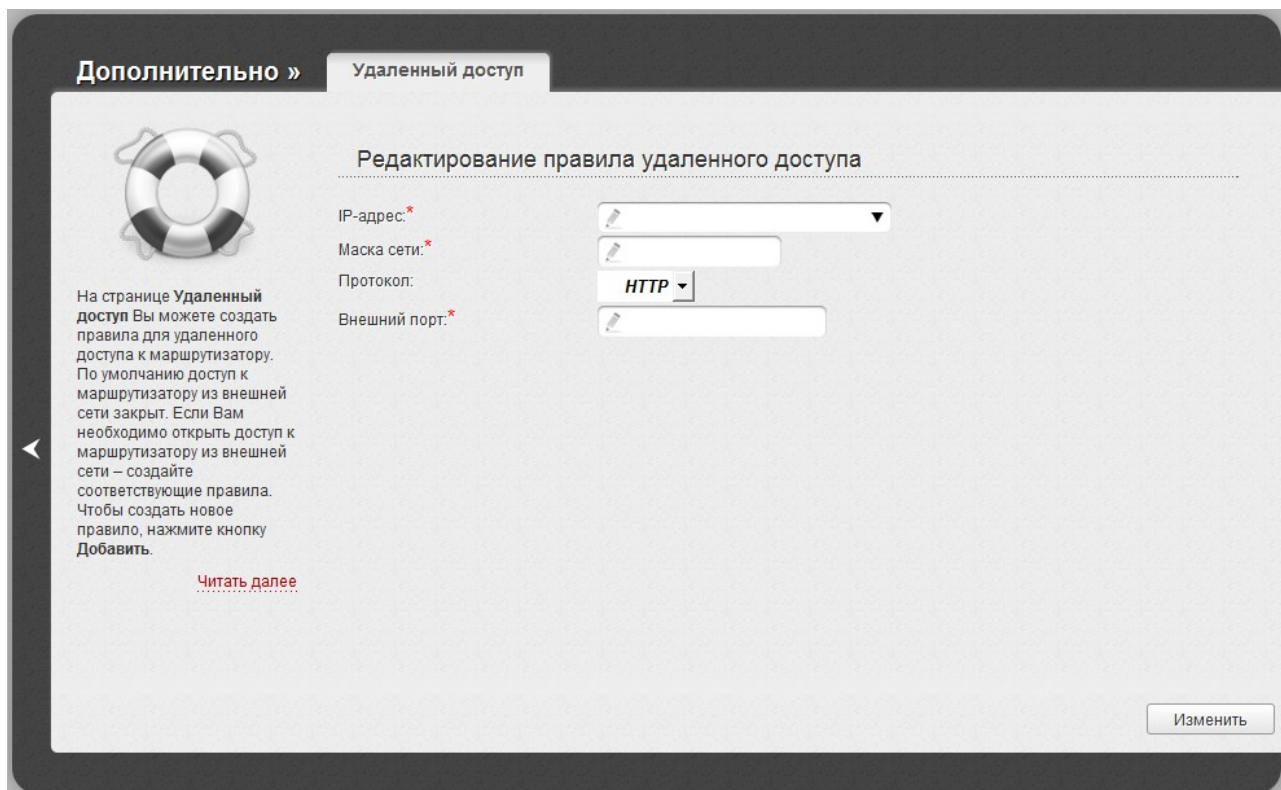 Дополнительно »
Удаленный доступ
Редактирование правила удаленного доступа
IP-адрес:*
Маска сети:*
Протокол:
HTTP
Внешний порт:*
На странице Удаленный
доступ Вы можете создать
правила для удаленного
доступа к маршрутизатору.
По умолчанию доступ к
маршрутизатору из внешней
сети закрыт. Если Вам
необходимо открыть доступ к
маршрутизатору из внешней
сети – создайте
соответствующие правила.
Чтобы создать новое
правило, нажмите кнопку
Добавить.
Читать далее
Изменить